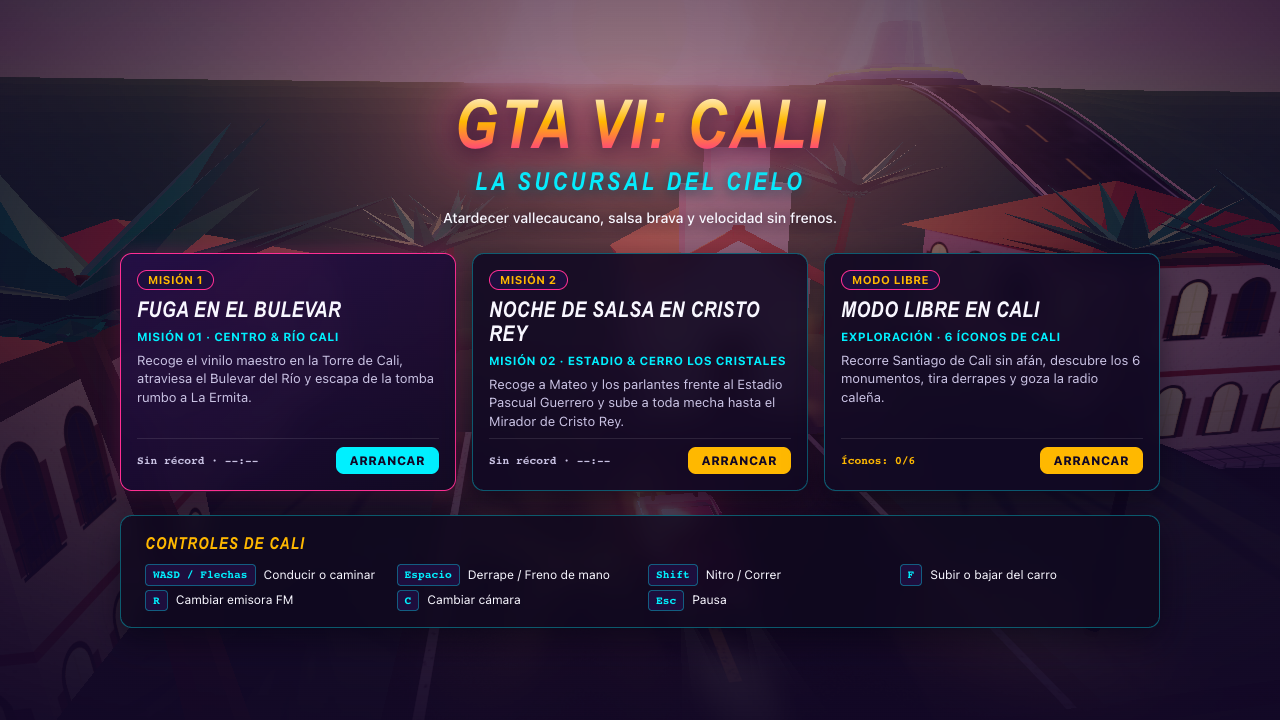 GTA VI: CALI
LA SUCURSAL DEL CIELO
Atardecer vallecaucano, salsa brava y velocidad sin frenos.
MISIÓN 1
FUGA EN EL BULEVAR
MISIÓN 01 · CENTRO & RÍO CALI
Recoge el vinilo maestro en la Torre de Cali,
atraviesa el Bulevar del Río y escapa de la tomba
rumbo a La Ermita.
Sin récord · --:--
ARRANCAR
MISIÓN 2
NOCHE DE SALSA EN CRISTO
REY
MISIÓN 02 · ESTADIO & CERRO LOS CRISTALES
Recoge a Mateo y los parlantes frente al Estadio
Pascual Guerrero y sube a toda mecha hasta el
Mirador de Cristo Rey.
Sin récord · --:--
ARRANCAR
MODO LIBRE
MODO LIBRE EN CALI
EXPLORACIÓN · 6 ÍCONOS DE CALI
Recorre Santiago de Cali sin afán, descubre los 6
monumentos, tira derrapes y goza la radio
caleña.
Íconos: 0/6
ARRANCAR
CONTROLES DE CALI
WASD / Flechas Conducir o caminar
Espacio Derrape / Freno de mano
Shift Nitro / Correr
F Subir o bajar del carro
R Cambiar emisora FM
C Cambiar cámara
Esc Pausa